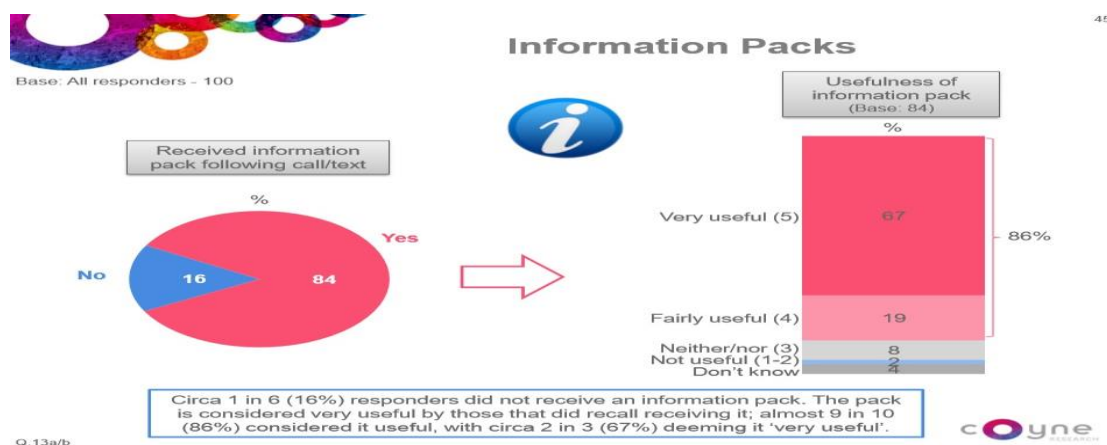 45
Information Packs
Base: All responders - 100
Usefulness of
information pack
(Base: 84)
%
Received information
pack following call/text
%
Yes
No
16
84
Very useful (5)
67
86%
Fairly useful (4)
19
Neither/nor (3)
8
Not useful (1-2)
2
Don't know
4
Circa 1 in 6 (16%) responders did not receive an information pack. The pack
is considered very useful by those that did recall receiving it; almost 9 in 10
(86%) considered it useful, with circa 2 in 3 (67%) deeming it 'very useful'.
Q.13a/b
coyne
RESEARCH